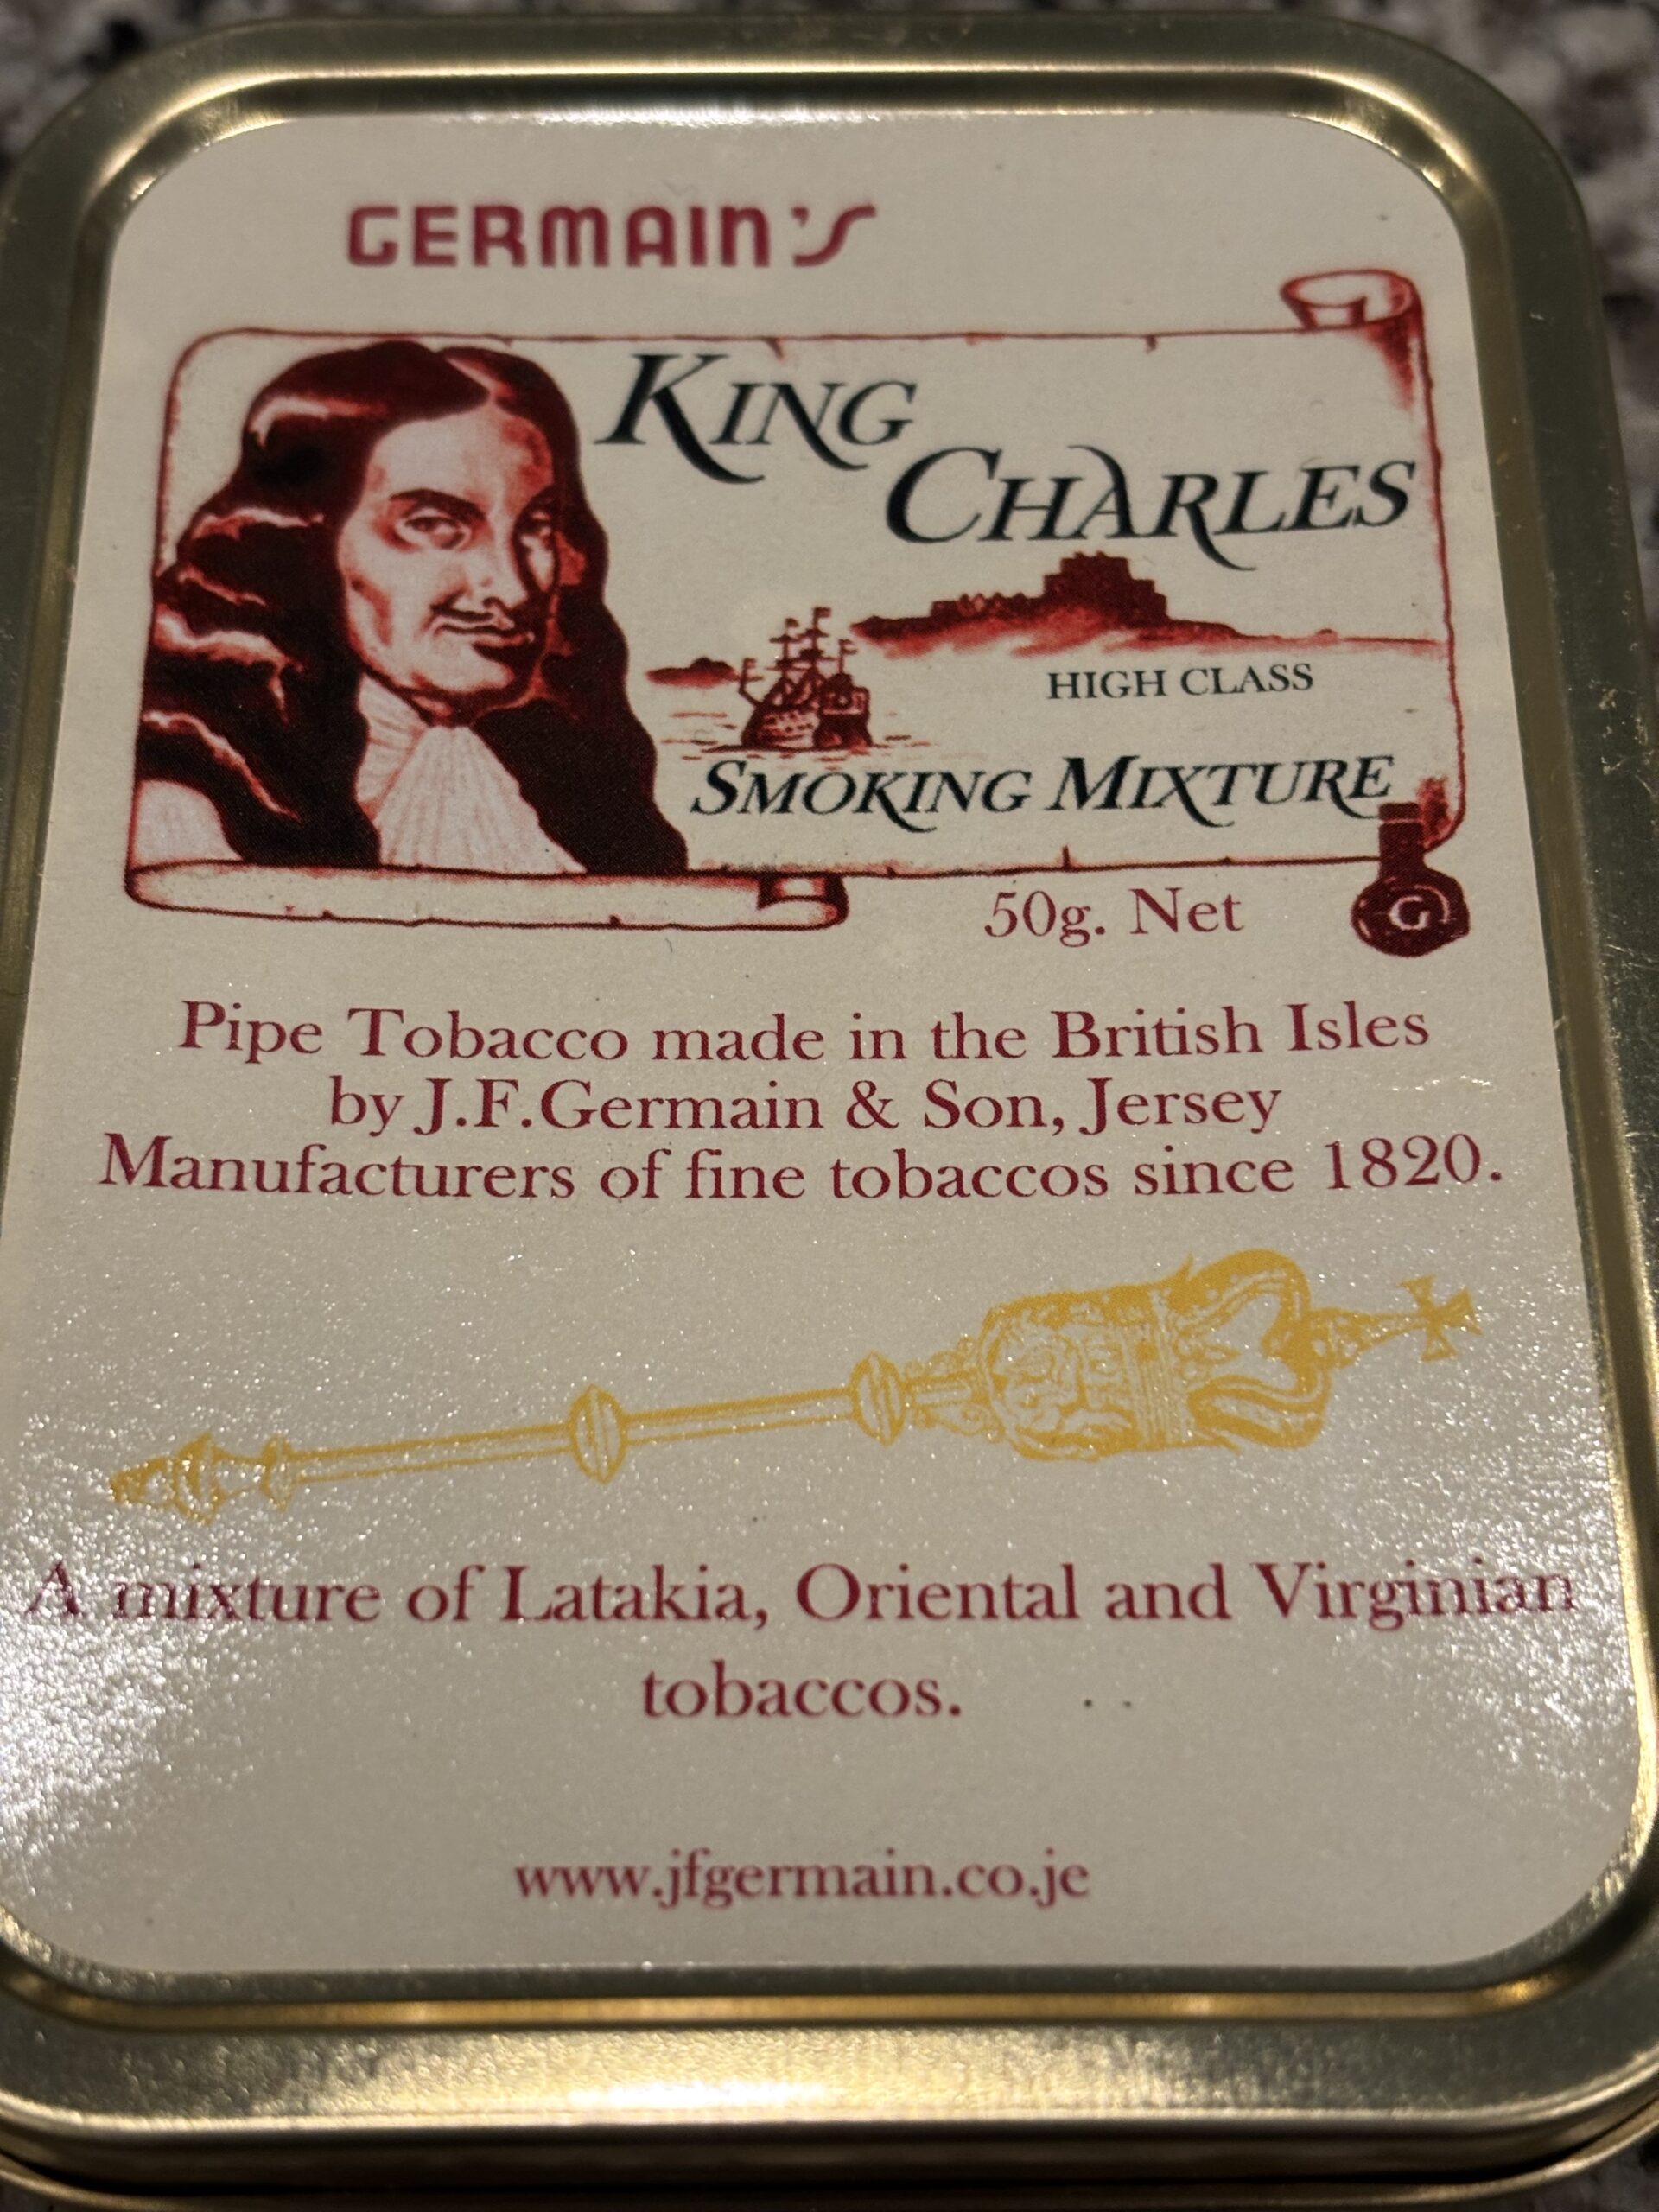 GERMAIN'S
KING
CHARLES
HIGH CLASS
SMOKING MIXTURE
50g. Net
G
Pipe Tobacco made in the British Isles
by J.F.Germain & Son, Jersey
Manufacturers of fine tobaccos since 1820.
A mixture of Latakia, Oriental and Virginian
tobaccos.
www.jfgermain.co.je